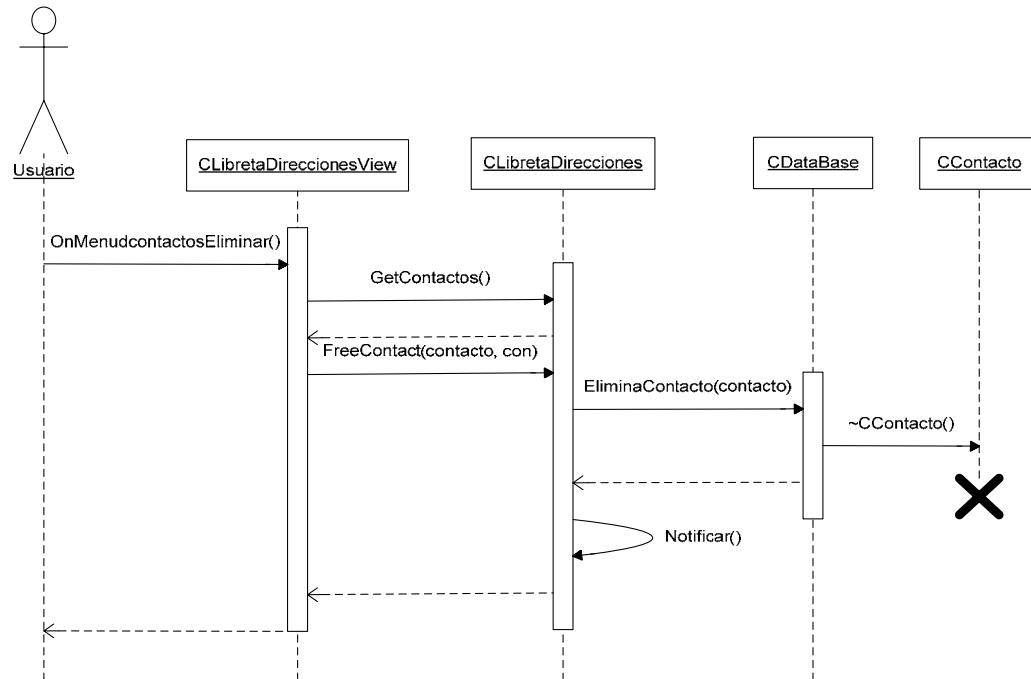 Usuario
CLibretaDireccionesView
CLibretaDirecciones
CDataBase
CContacto
OnMenudcontactosEliminar()
GetContactos()
FreeContact(contacto, con)
EliminaContacto(contacto)
~CContacto()
Notificar()